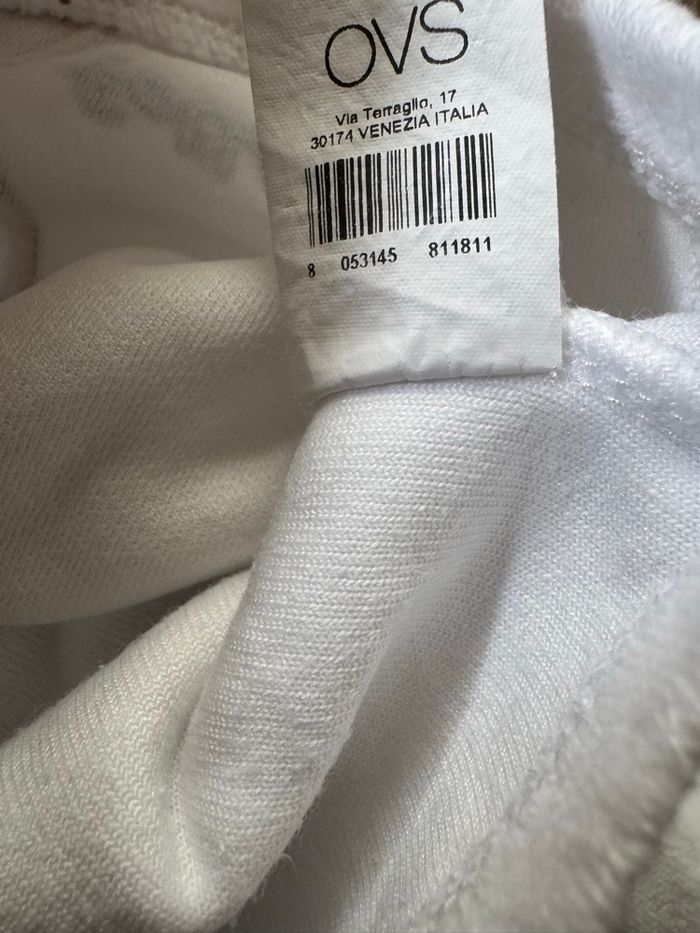 OVS
Via Terraglio, 17
30174 VENEZIA ITALIA
8 053145 811811